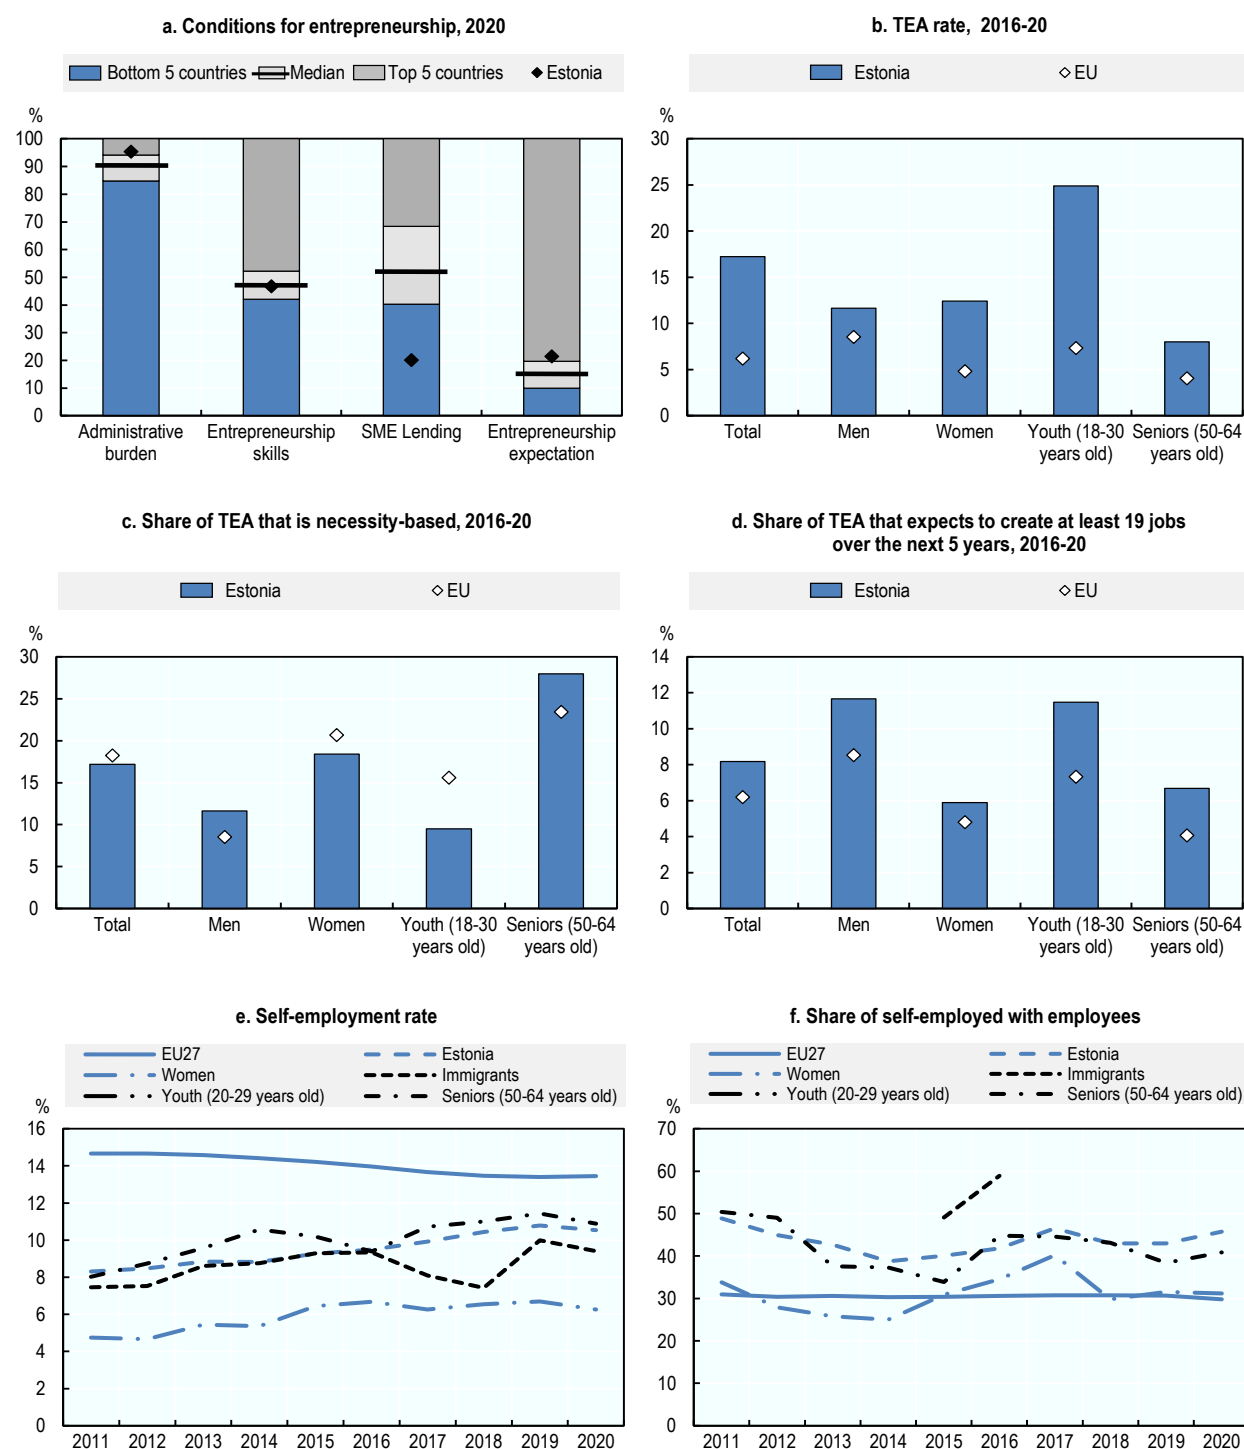 a. Conditions for entrepreneurship, 2020
Bottom 5 countries Median Top 5 countries Estonia
%
100
90
80
70
60
50
40
30
20
10
0
Administrative burden
Entrepreneurship skills
SME Lending
Entrepreneurship expectation
b. TEA rate, 2016-20
Estonia EU
%
30
25
20
15
10
5
0
Total
Men
Women
Youth (18-30 years old)
Seniors (50-64 years old)
c. Share of TEA that is necessity-based, 2016-20
Estonia EU
%
30
25
20
15
10
5
0
Total
Men
Women
Youth (18-30 years old)
Seniors (50-64 years old)
d. Share of TEA that expects to create at least 19 jobs
over the next 5 years, 2016-20
Estonia EU
%
14
12
10
8
6
4
2
0
Total
Men
Women
Youth (18-30 years old)
Seniors (50-64 years old)
e. Self-employment rate
EU27 Estonia
Women Immigrants
Youth (20-29 years old) Seniors (50-64 years old)
%
16
14
12
10
8
6
4
2
0
2011 2012 2013 2014 2015 2016 2017 2018 2019 2020
f. Share of self-employed with employees
EU27 Estonia
Women Immigrants
Youth (20-29 years old) Seniors (50-64 years old)
%
70
60
50
40
30
20
10
0
2011 2012 2013 2014 2015 2016 2017 2018 2019 2020